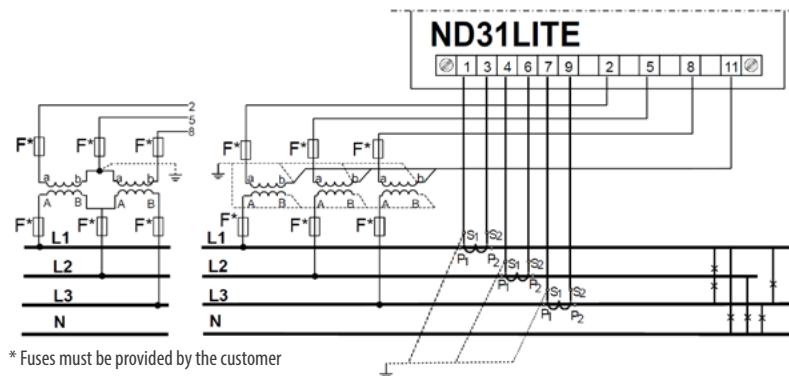 ND31LITE
1 3 4 6 7 9 2 5 8 11
2
5
8
F* F* F* F* F* F*
a b a b a b a b a b
A B A B A B A B A B
F* F* F* F* F* F*
L1 L1 S1 S2
P1 P2
L2 L2 S1 S2
P1 P2
L3 L3 S1 S2
P1 P2
N N
* Fuses must be provided by the customer